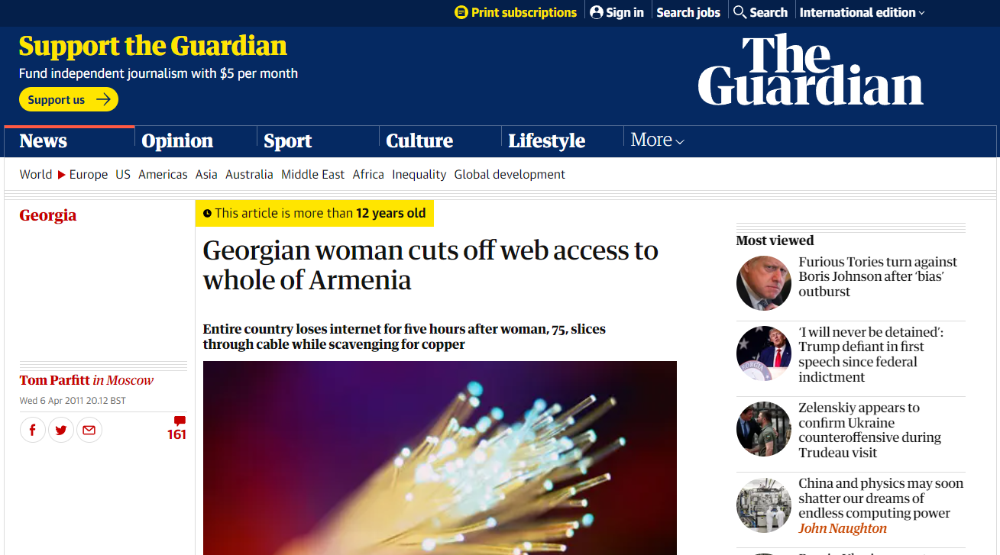 Print subscriptions
Sign in
Search jobs
Search
International edition
Support the Guardian
Fund independent journalism with $5 per month
Support us
The
Guardian
News
Opinion
Sport
Culture
Lifestyle
More
World
Europe
US
Americas
Asia
Australia
Middle East
Africa
Inequality
Global development
Georgia
This article is more than 12 years old
Georgian woman cuts off web access to
whole of Armenia
Entire country loses internet for five hours after woman, 75, slices
through cable while scavenging for copper
Tom Parfitt in Moscow
Wed 6 Apr 2011 20.12 BST
161
Most viewed
Furious Tories turn against
Boris Johnson after ‘bias’
outburst
‘I will never be detained’:
Trump defiant in first
speech since federal
indictment
Zelenskiy appears to
confirm Ukraine
counteroffensive during
Trudeau visit
China and physics may soon
shatter our dreams of
endless computing power
John Naughton